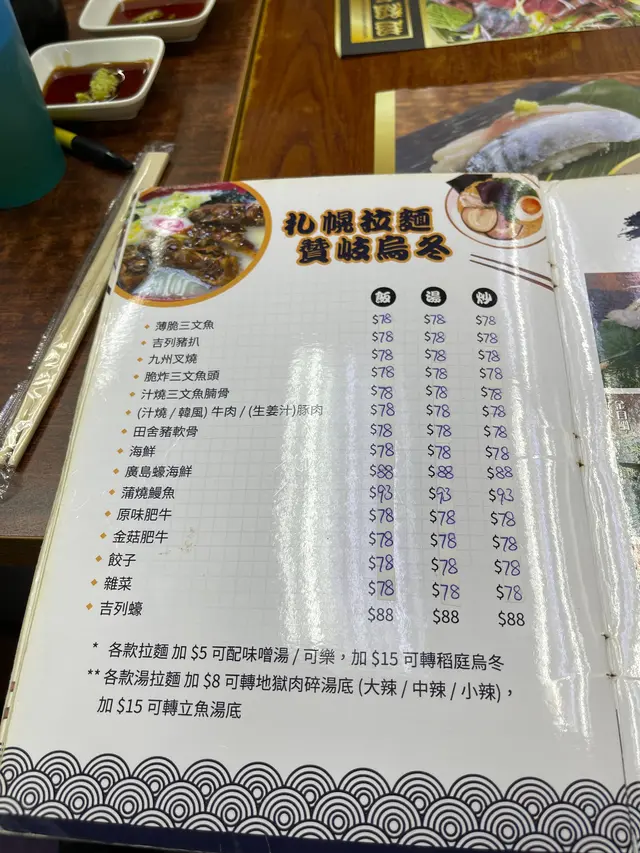 札幌拉麵
贊岐烏冬
飯 湯 炒
薄脆三文魚 $78 $78 $78
吉列豬扒 $78 $78 $78
九州叉燒 $78 $78 $78
脆炸三文魚頭 $78 $78 $78
汁燒三文魚腩骨 $78 $78 $78
(汁燒 / 韓風) 牛肉 / (生姜汁)豚肉 $78 $78 $78
田舍豬軟骨 $78 $78 $78
海鮮 $78 $78 $78
廣島蠔海鮮 $88 $88 $88
蒲燒鰻魚 $93 $93 $93
原味肥牛 $78 $78 $78
金菇肥牛 $78 $78 $78
餃子 $78 $78 $78
雜菜 $78 $78 $78
吉列蠔 $88 $88 $88
* 各款拉麵 加 $5 可配味噌湯 / 可樂，加 $15 可轉稻庭烏冬
** 各款湯拉麵 加 $8 可轉地獄肉碎湯底 (大辣 / 中辣 / 小辣)，
加 $15 可轉立魚湯底